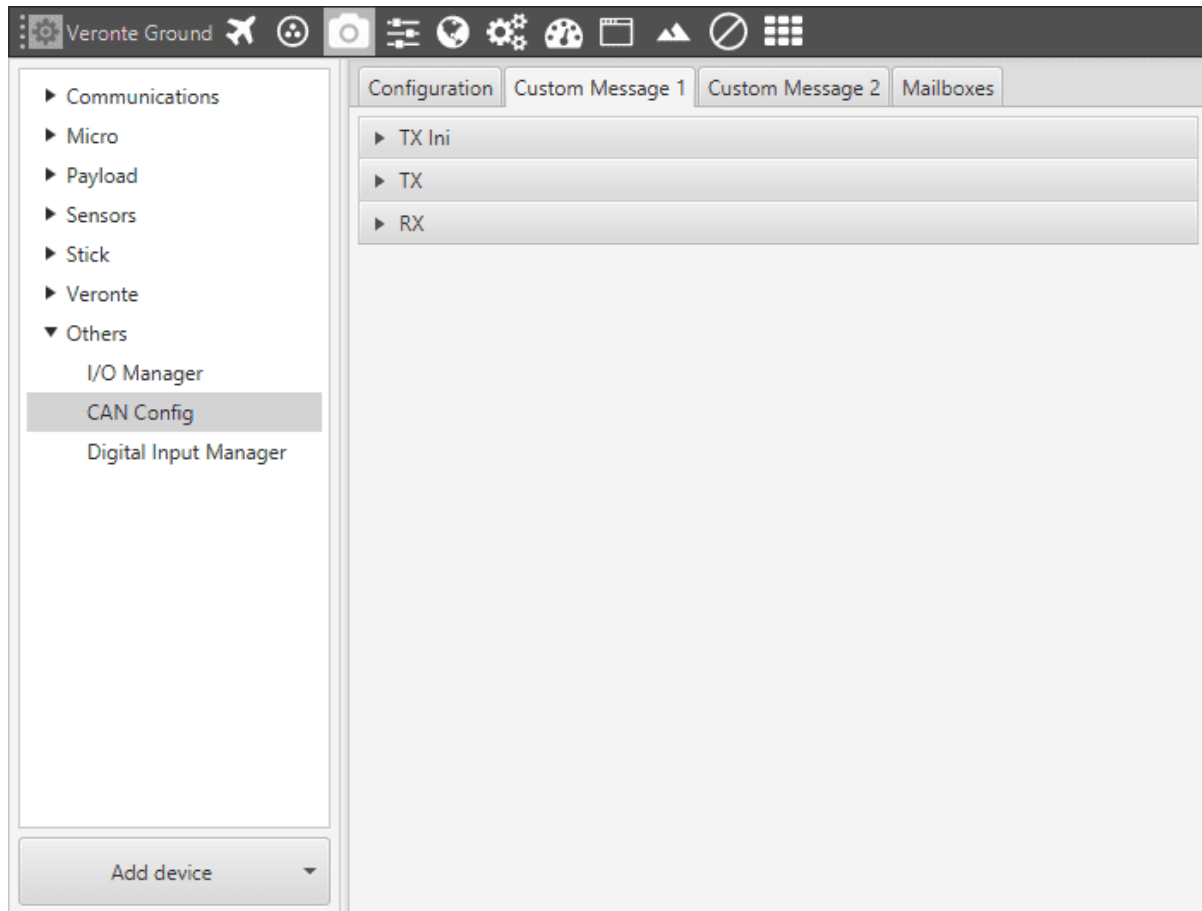 Veronte Ground
Communications
Micro
Payload
Sensors
Stick
Veronte
Others
I/O Manager
CAN Config
Digital Input Manager
Add device
Configuration Custom Message 1 Custom Message 2 Mailboxes
TX Ini
TX
RX